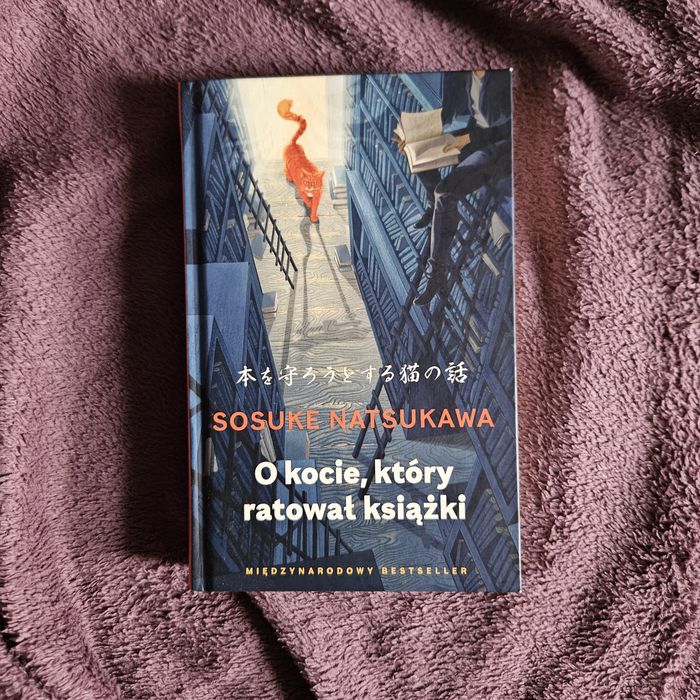 本を守ろうとする猫の話
SOSUKE NATSUKAWA
O kocie, który
ratował książki
MIĘDZYNARODOWY BESTSELLER